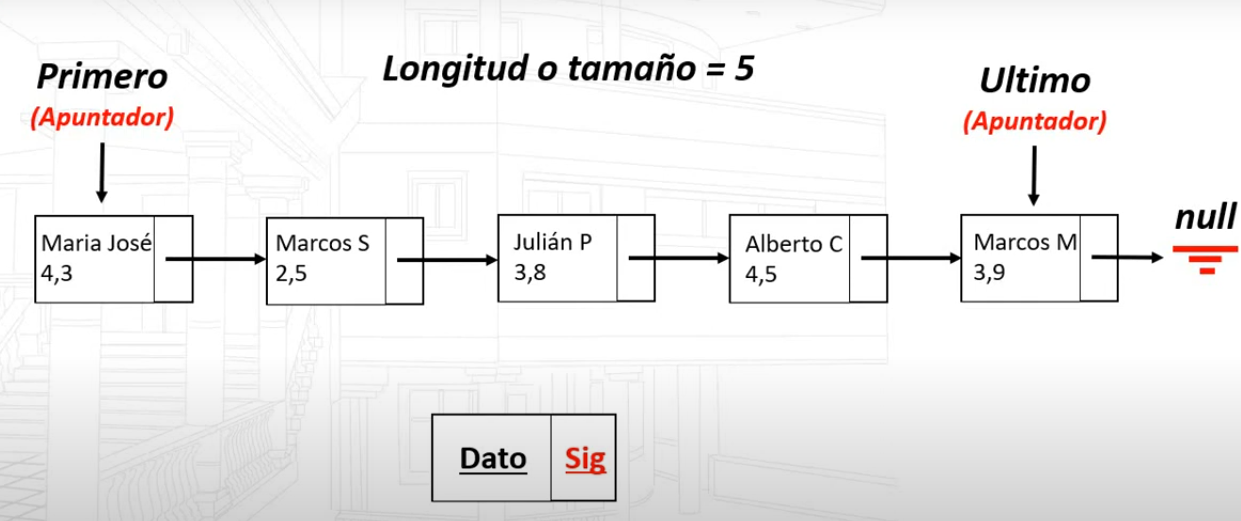 Primero
(Apuntador)
Longitud o tamaño = 5
Ultimo
(Apuntador)
Maria José
4,3
Marcos S
2,5
Julián P
3,8
Alberto C
4,5
Marcos M
3,9
null
Dato
Sig